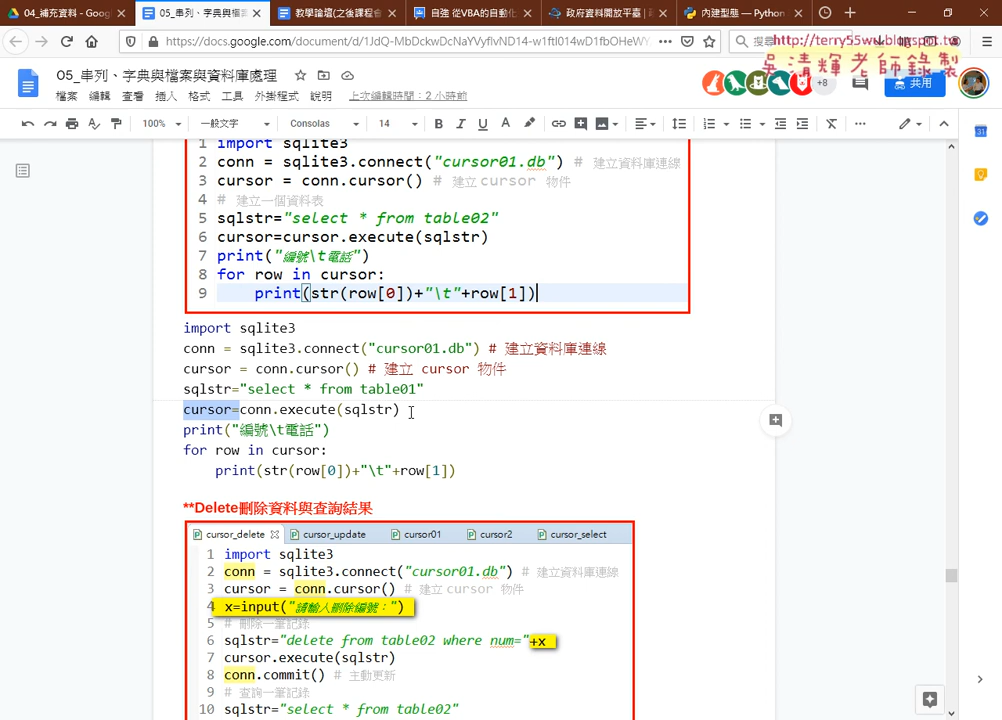 04_補充資料 - Goog
05_串列、字典與檔案
教學論壇(之後課程會
自強 從VBA的自動化
政府資料開放平臺 |
內建型態 — Python
https://docs.google.com/document/d/1JdQ-MbDckwDcNaYVyfivND14-w1ftI014wD1fbOHeWY
http://terry55wu.blogspot.tw
吳清輝老師錄製
05_串列、字典與檔案與資料庫處理
檔案 編輯 查看 插入 格式 工具 外掛程式 說明 上次編輯時間：2 小時前
+8
共用
100% 一般文字 Consolas 14 B I U A
1 import sqlite3
2 conn = sqlite3.connect("cursor01.db") # 建立資料庫連線
3 cursor = conn.cursor() # 建立 cursor 物件
4 # 建立一個資料表
5 sqlstr="select * from table02"
6 cursor=cursor.execute(sqlstr)
7 print("編號\t電話")
8 for row in cursor:
9 print(str(row[0])+"\t"+row[1])
import sqlite3
conn = sqlite3.connect("cursor01.db") # 建立資料庫連線
cursor = conn.cursor() # 建立 cursor 物件
sqlstr="select * from table01"
cursor=conn.execute(sqlstr)
print("編號\t電話")
for row in cursor:
print(str(row[0])+"\t"+row[1])
**Delete刪除資料與查詢結果
cursor_delete cursor_update cursor01 cursor2 cursor_select
1 import sqlite3
2 conn = sqlite3.connect("cursor01.db") # 建立資料庫連線
3 cursor = conn.cursor() # 建立 cursor 物件
4 x=input("請輸入刪除編號：")
5 # 刪除一筆記錄
6 sqlstr="delete from table02 where num="+x
7 cursor.execute(sqlstr)
8 conn.commit() # 主動更新
9 # 查詢一筆記錄
10 sqlstr="select * from table02"